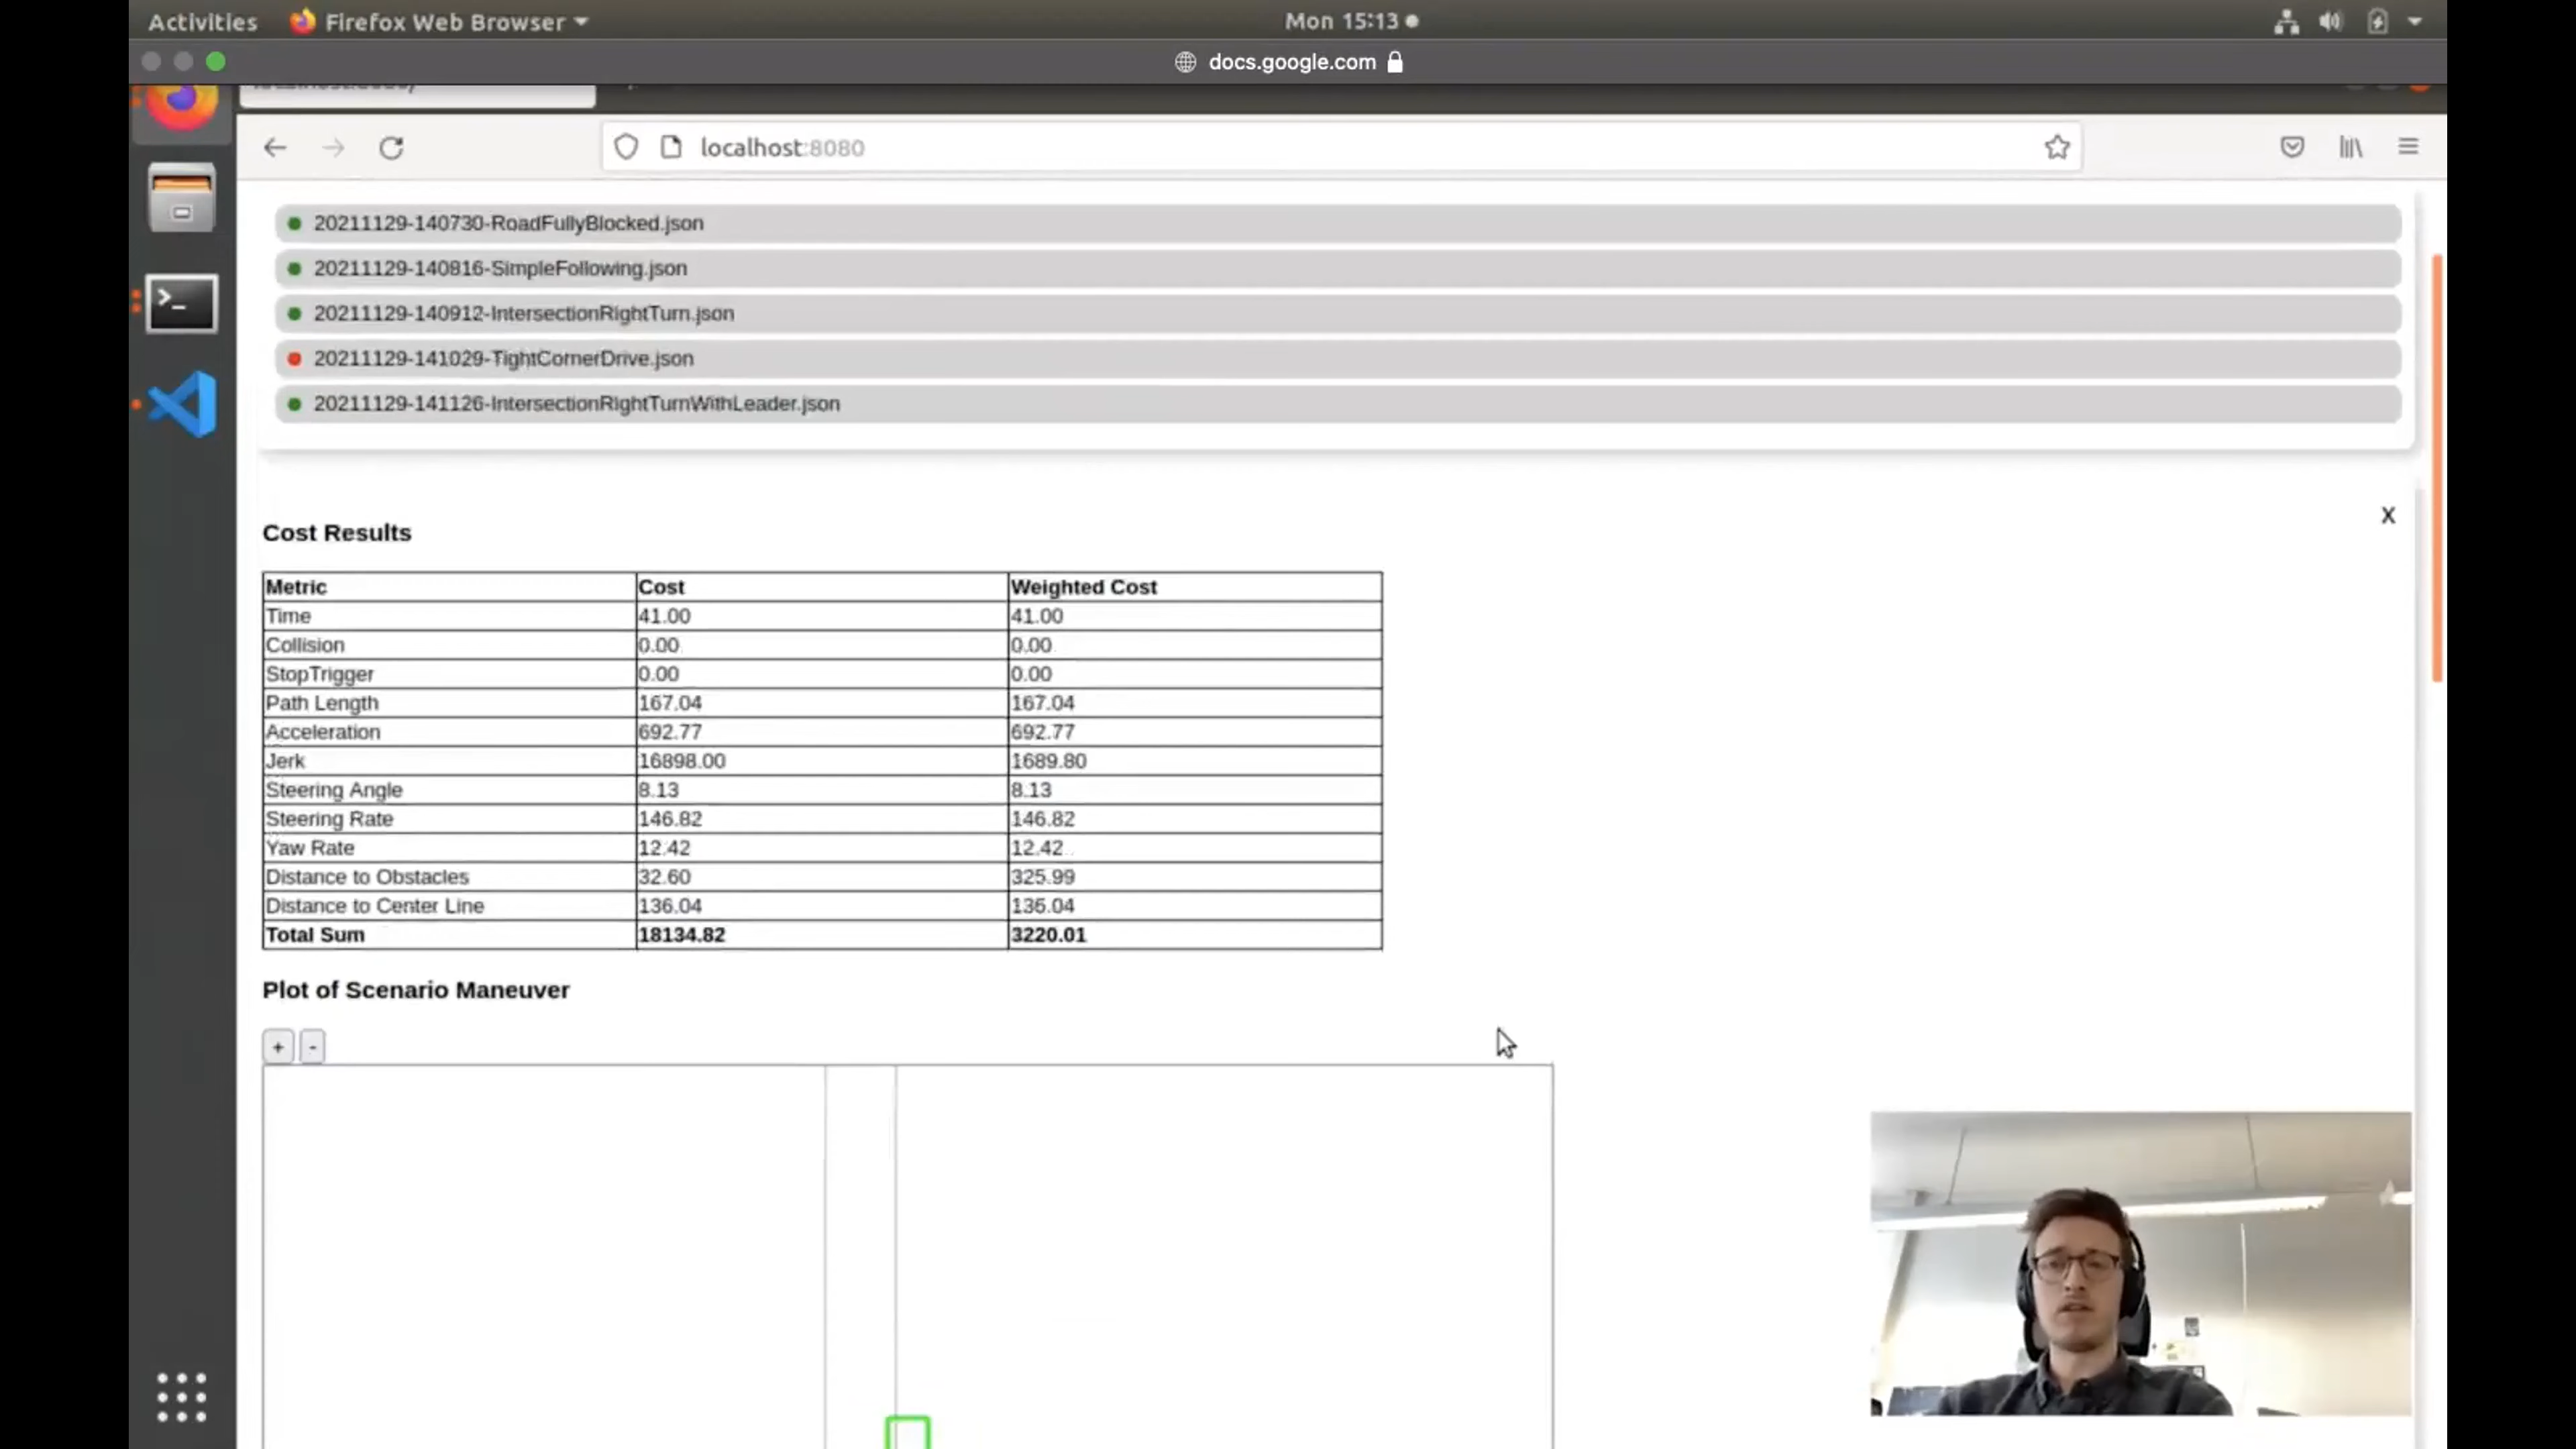 Activities Firefox Web Browser Mon 15:13
docs.google.com
localhost:8080
20211129-140730-RoadFullyBlocked.json
20211129-140816-SimpleFollowing.json
20211129-140912-IntersectionRightTurn.json
20211129-141029-TightCornerDrive.json
20211129-141126-IntersectionRightTurnWithLeader.json
X
Cost Results
Metric Cost Weighted Cost
Time 41.00 41.00
Collision 0.00 0.00
StopTrigger 0.00 0.00
Path Length 167.04 167.04
Acceleration 692.77 692.77
Jerk 16898.00 1689.80
Steering Angle 8.13 8.13
Steering Rate 146.82 146.82
Yaw Rate 12.42 12.42
Distance to Obstacles 32.60 325.99
Distance to Center Line 136.04 136.04
Total Sum 18134.82 3220.01
Plot of Scenario Maneuver
+ -